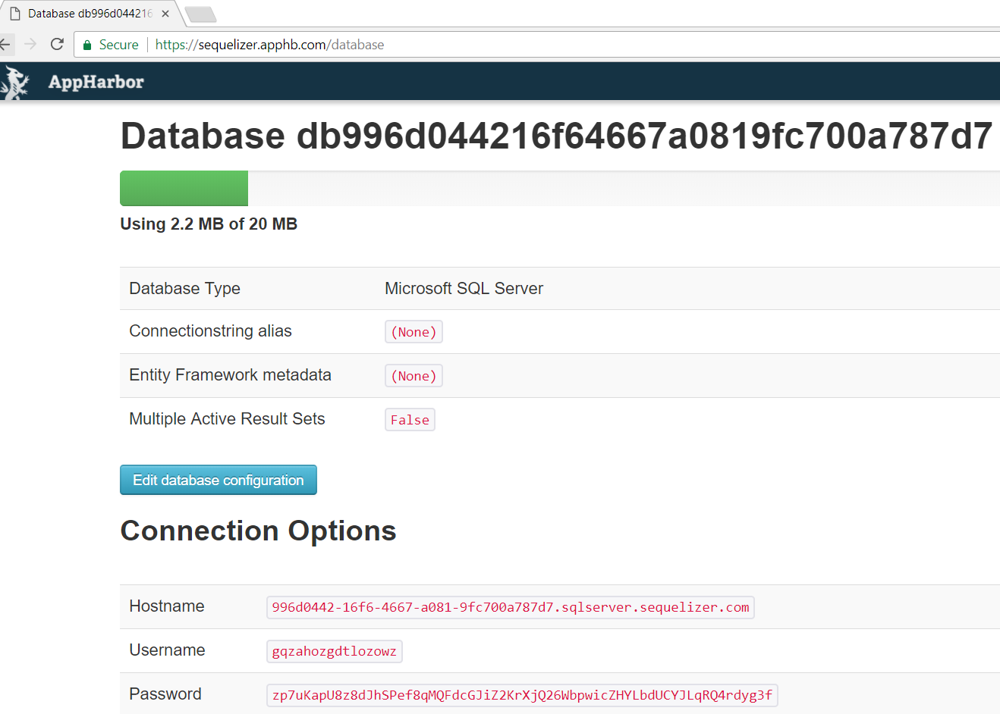 Database db996d044216
Secure https://sequelizer.apphb.com/database
AppHarbor
Database db996d044216f64667a0819fc700a787d7
Using 2.2 MB of 20 MB
Database Type Microsoft SQL Server
Connectionstring alias (None)
Entity Framework metadata (None)
Multiple Active Result Sets False
Edit database configuration
Connection Options
Hostname 996d0442-16f6-4667-a081-9fc700a787d7.sqlserver.sequelizer.com
Username gqzahozgdtlozowz
Password zp7uKapU8z8dJhSPef8qMQFdcGJiZ2KrXjQ26WbpwicZHYLbdUCYJLqRQ4rdyg3f